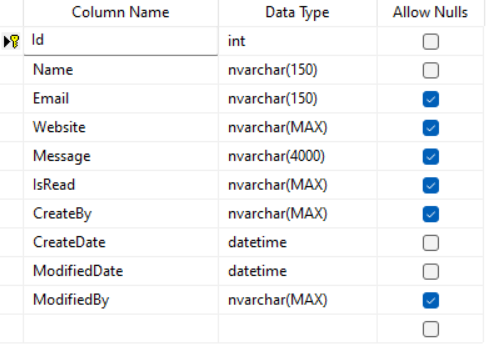 Column Name Data Type Allow Nulls
Id int
Name nvarchar(150)
Email nvarchar(150)
Website nvarchar(MAX)
Message nvarchar(4000)
IsRead nvarchar(MAX)
CreateBy nvarchar(MAX)
CreateDate datetime
ModifiedDate datetime
ModifiedBy nvarchar(MAX)